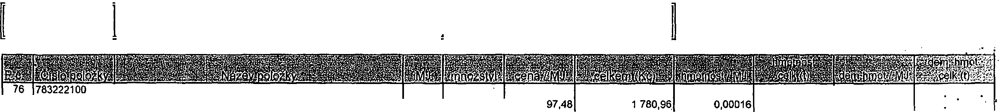 P.č. Číslo položky Název položky MJ množství cena / MJ celkem (Kč) hmotnost / MJ hmotnost celk (t) dem. hmot / MJ dem. hmot celk (t)
76 783222100
97,48 1 780,96 0,00016